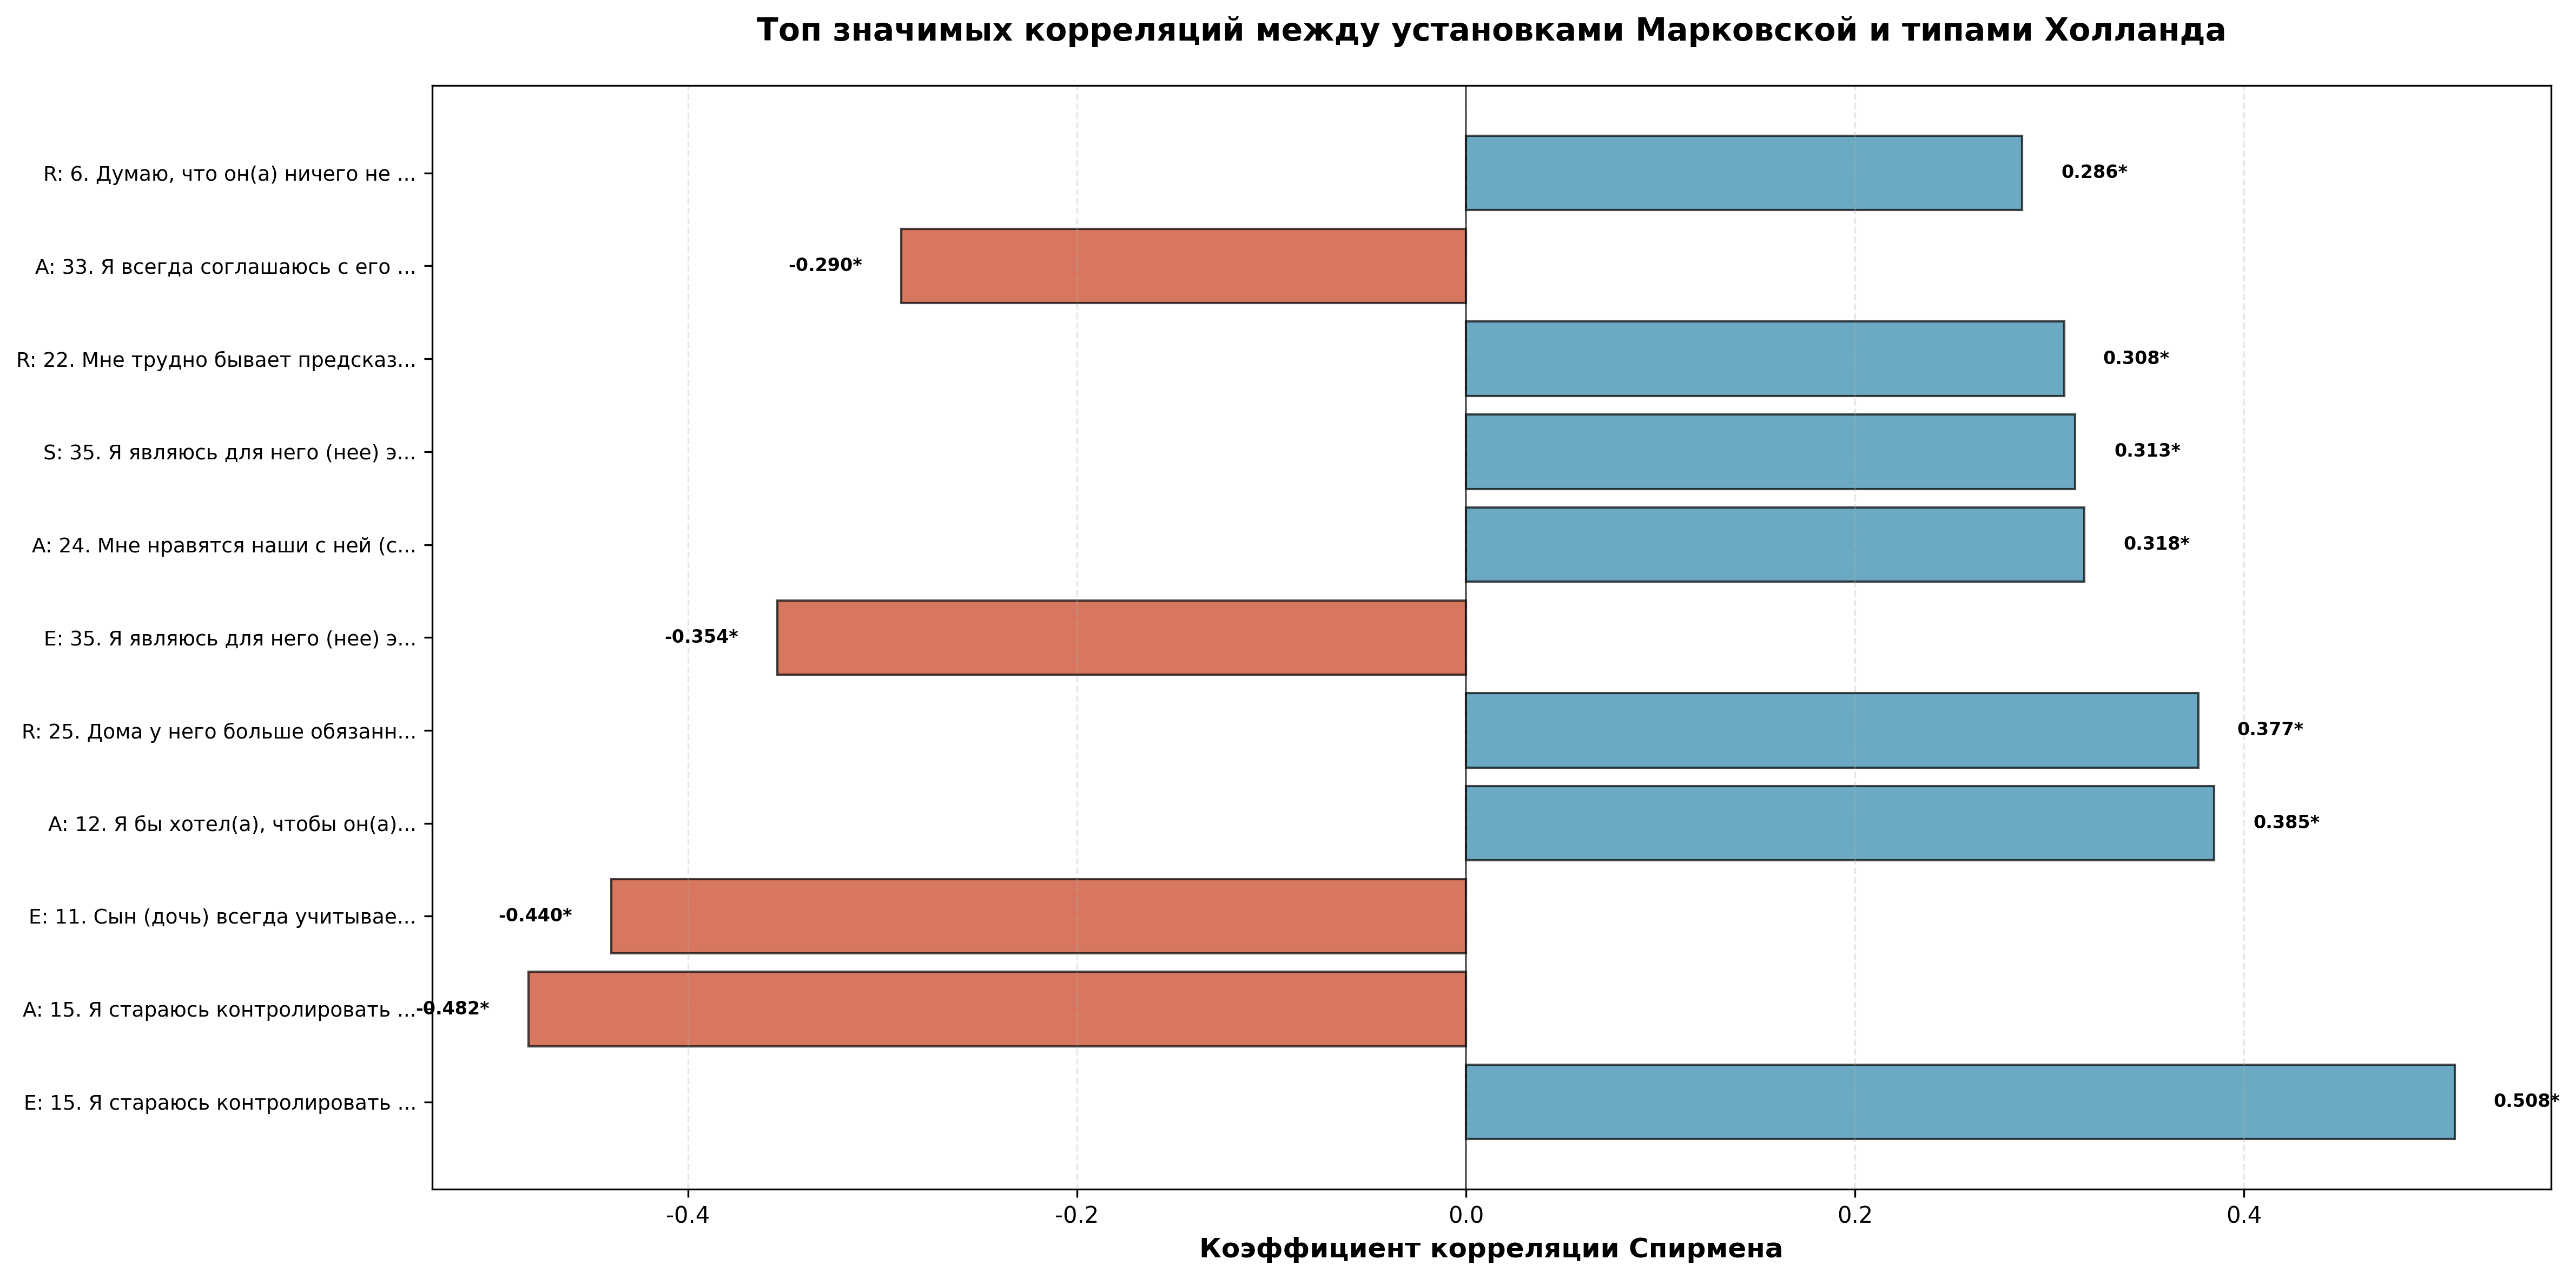 Топ значимых корреляций между установками Марковской и типами Холланда
R: 6. Думаю, что он(а) ничего не ...
0.286*
A: 33. Я всегда соглашаюсь с его ...
-0.290*
R: 22. Мне трудно бывает предсказ...
0.308*
S: 35. Я являюсь для него (нее) э...
0.313*
A: 24. Мне нравятся наши с ней (с...
0.318*
E: 35. Я являюсь для него (нее) э...
-0.354*
R: 25. Дома у него больше обязанн...
0.377*
A: 12. Я бы хотел(а), чтобы он(а)...
0.385*
E: 11. Сын (дочь) всегда учитывае...
-0.440*
A: 15. Я стараюсь контролировать ...
-0.482*
E: 15. Я стараюсь контролировать ...
0.508*
-0.4 -0.2 0.0 0.2 0.4
Коэффициент корреляции Спирмена